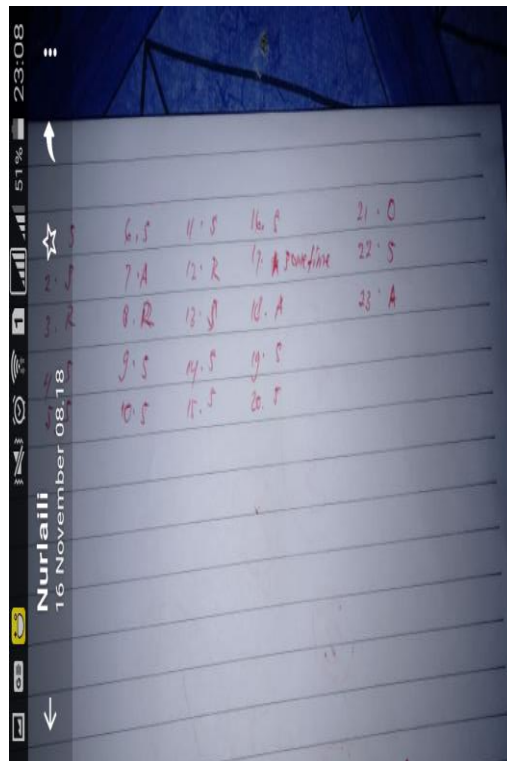 23:08
51%
1
Nurlaili
16 November 08.18
S 6. S 11. S 16. S 21. O
2. S 7. A 12. R 17. sometime 22. S
3. R 8. R 13. S 18. A 23. A
4. S 9. S 14. S 19. S
5. S 10. S 15. S 20. S